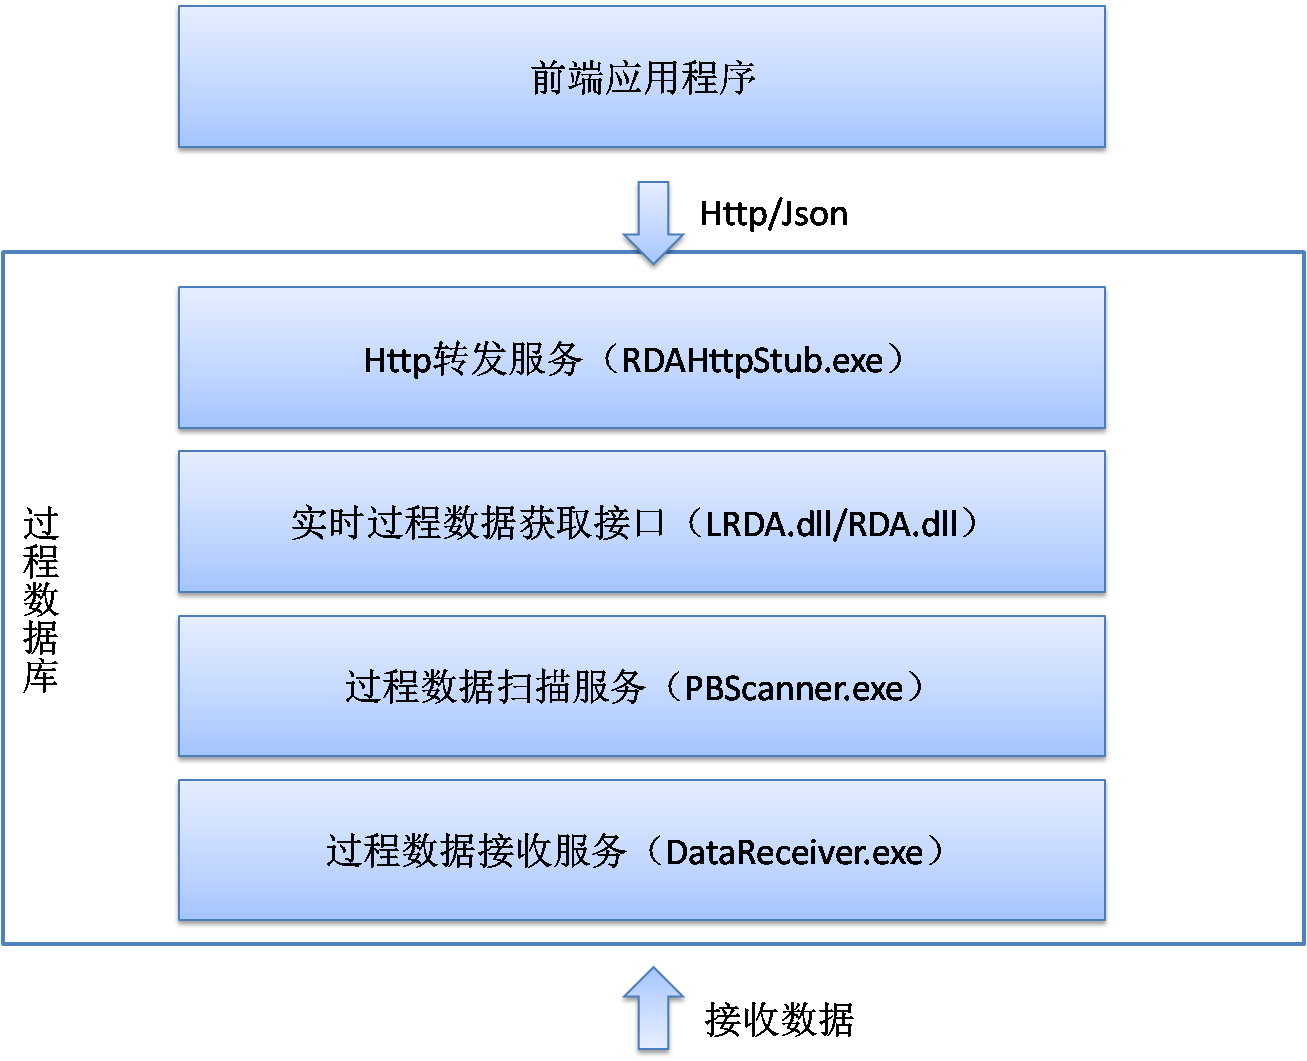 前端应用程序
Http/Json
Http转发服务（RDAHttpStub.exe）
实时过程数据获取接口（LRDA.dll/RDA.dll）
过程数据库
过程数据扫描服务（PBScanner.exe）
过程数据接收服务（DataReceiver.exe）
接收数据